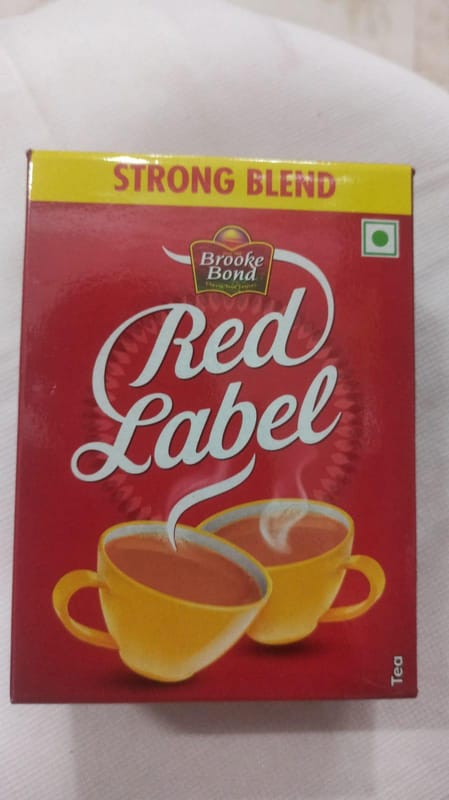 STRONG BLEND
Brooke
Bond
Red
Label
Tea